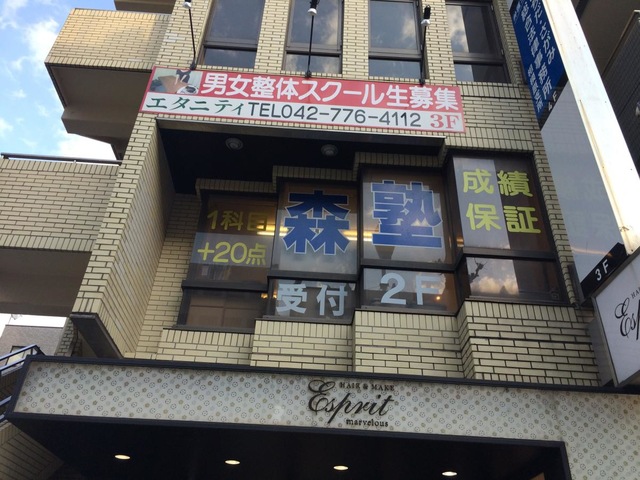 男女整体スクール生募集
エタニティTEL042-776-4112 3F
1科目
+20点
森塾
成績
保証
受付 2F
3F
HAIR & MAKE
Esprit
marvelous